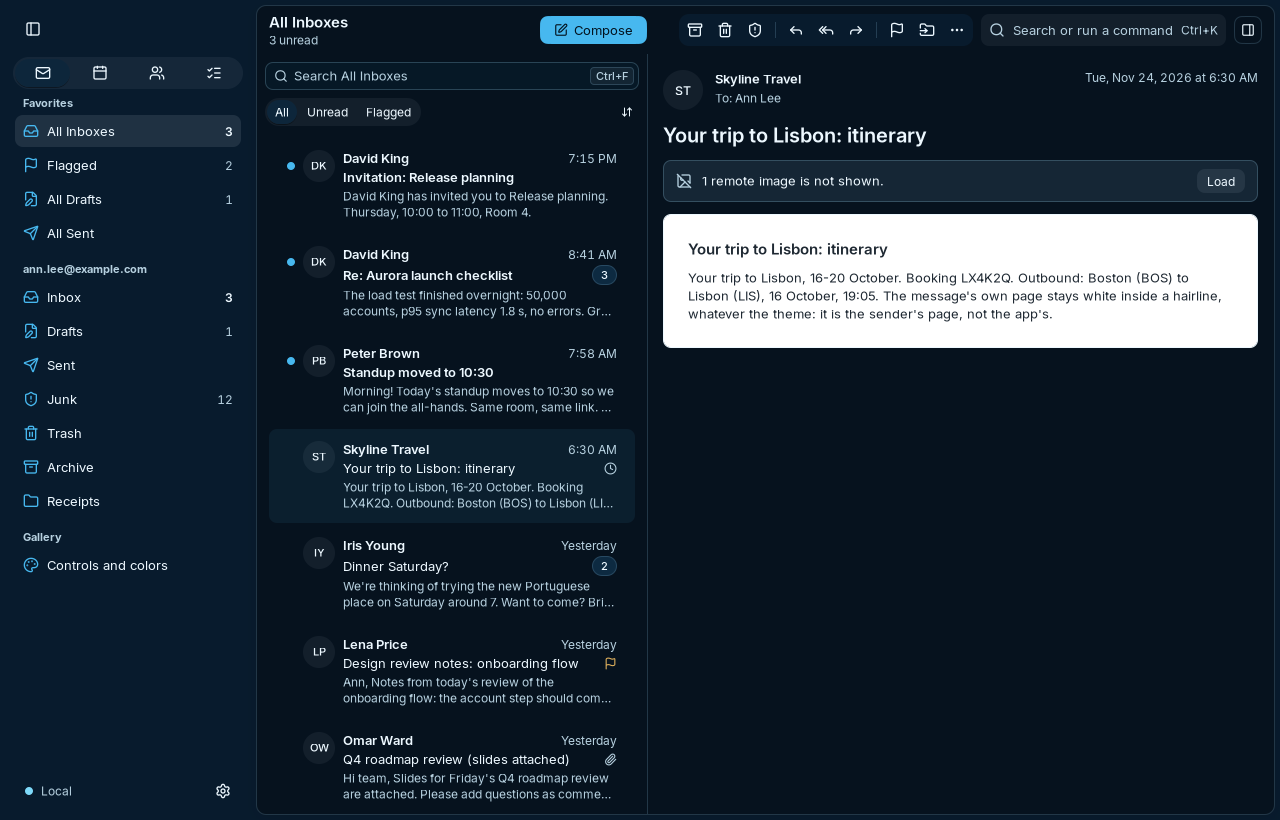 Favorites
All Inboxes 3
Flagged 2
All Drafts 1
All Sent
ann.lee@example.com
Inbox 3
Drafts 1
Sent
Junk 12
Trash
Archive
Receipts
Gallery
Controls and colors
Local
All Inboxes
3 unread
Compose
Search All Inboxes Ctrl+F
All Unread Flagged
David King 7:15 PM
Invitation: Release planning
David King has invited you to Release planning.
Thursday, 10:00 to 11:00, Room 4.
David King 8:41 AM
Re: Aurora launch checklist 3
The load test finished overnight: 50,000
accounts, p95 sync latency 1.8 s, no errors. Gr...
Peter Brown 7:58 AM
Standup moved to 10:30
Morning! Today's standup moves to 10:30 so we
can join the all-hands. Same room, same link. ...
Skyline Travel 6:30 AM
Your trip to Lisbon: itinerary
Your trip to Lisbon, 16-20 October. Booking
LX4K2Q. Outbound: Boston (BOS) to Lisbon (LI...
Iris Young Yesterday
Dinner Saturday? 2
We're thinking of trying the new Portuguese
place on Saturday around 7. Want to come? Bri...
Lena Price Yesterday
Design review notes: onboarding flow
Ann, Notes from today's review of the
onboarding flow: the account step should com...
Omar Ward Yesterday
Q4 roadmap review (slides attached)
Hi team, Slides for Friday's Q4 roadmap review
are attached. Please add questions as comme...
DK
DK
PB
ST
IY
LP
OW
Search or run a command Ctrl+K
ST
Skyline Travel Tue, Nov 24, 2026 at 6:30 AM
To: Ann Lee
Your trip to Lisbon: itinerary
1 remote image is not shown. Load
Your trip to Lisbon: itinerary
Your trip to Lisbon, 16-20 October. Booking LX4K2Q. Outbound: Boston (BOS) to
Lisbon (LIS), 16 October, 19:05. The message's own page stays white inside a hairline,
whatever the theme: it is the sender's page, not the app's.